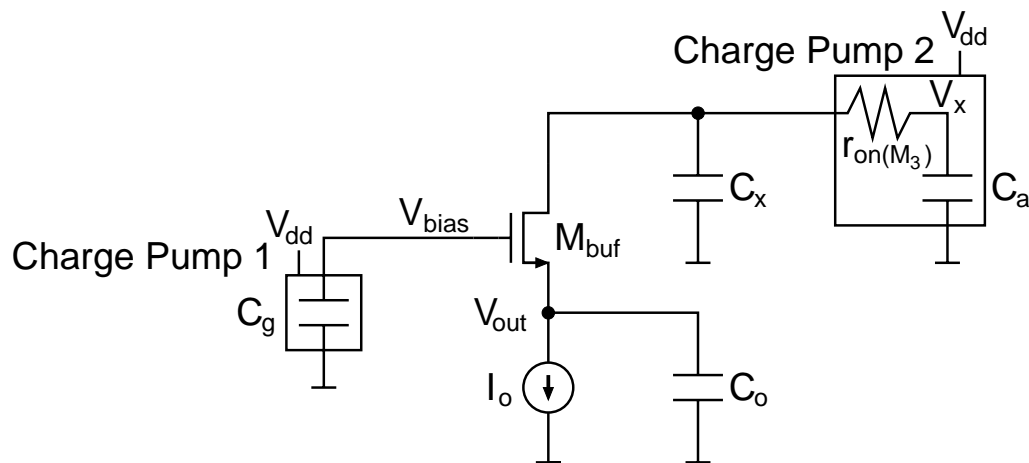 Charge Pump 2
Vdd
Vx
ron(M3)
Cx
Ca
Vbias
Vdd
Mbuf
Charge Pump 1
Cg
Vout
Io
Co